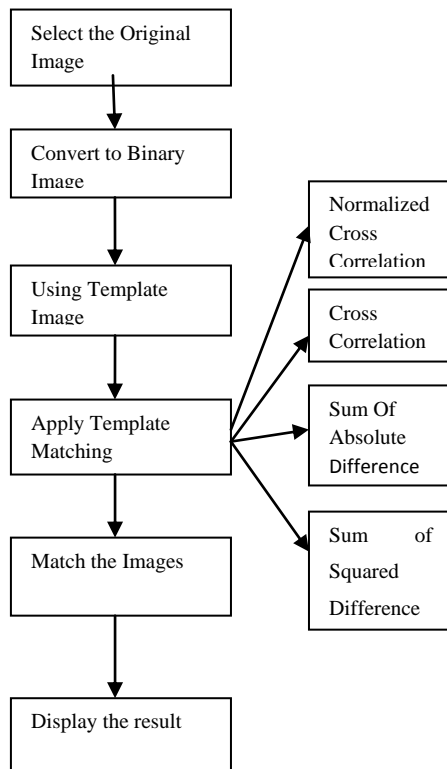 Select the Original
Image
Convert to Binary
Image
Using Template
Image
Apply Template
Matching
Match the Images
Display the result
Normalized
Cross
Correlation
Cross
Correlation
Sum Of
Absolute
Difference
Sum of
Squared
Difference